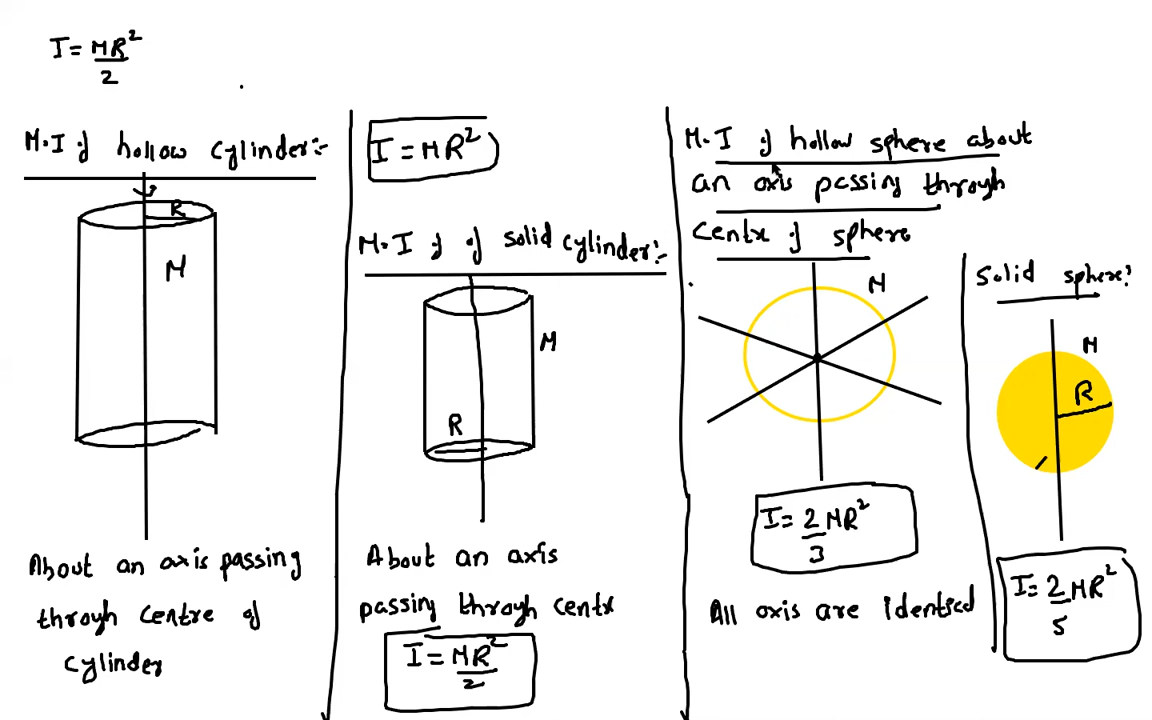 I = MR²/2
M.I of hollow cylinder:-
R
M
About an axis passing
through centre of
cylinder
I = MR²
M.I of of solid cylinder:-
M
R
About an axis
passing through centre
I = MR²/2
M.I of hollow sphere about
an axis passing through
Centre of sphere
M
I = 2/3 MR²
All axis are identical
Solid sphere:
M
R
I = 2/5 MR²